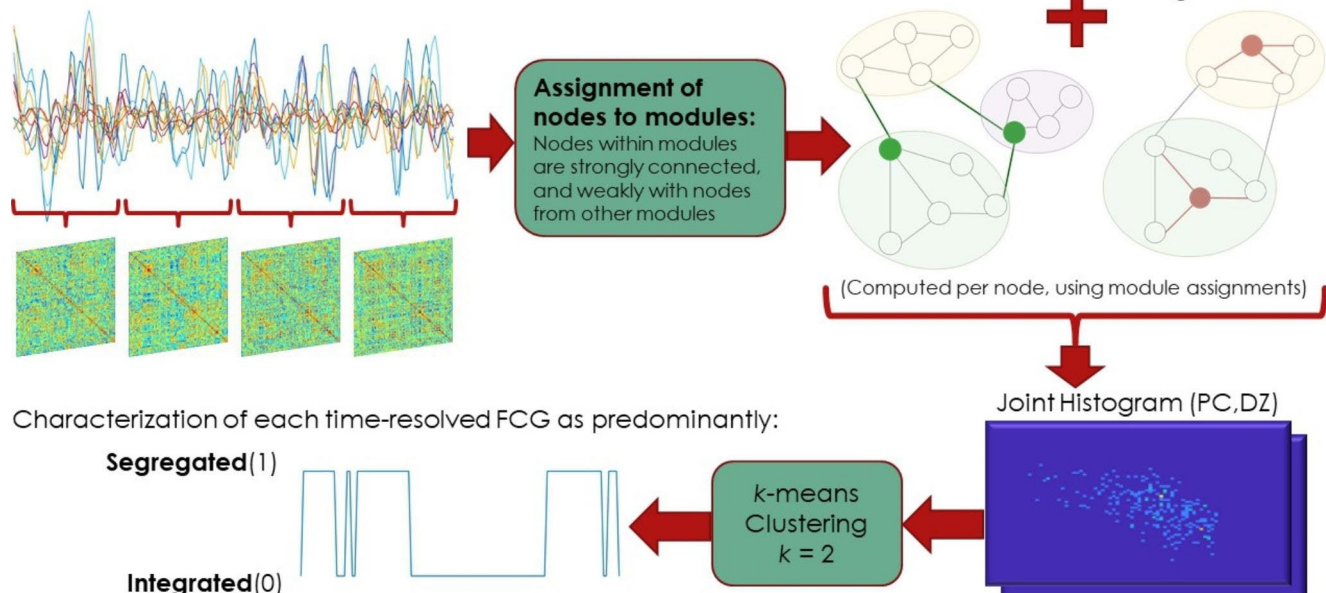 Assignment of
nodes to modules:
Nodes within modules
are strongly connected,
and weakly with nodes
from other modules
(Computed per node, using module assignments)
Joint Histogram (PC,DZ)
Characterization of each time-resolved FCG as predominantly:
Segregated(1)
Integrated(0)
k-means
Clustering
k = 2